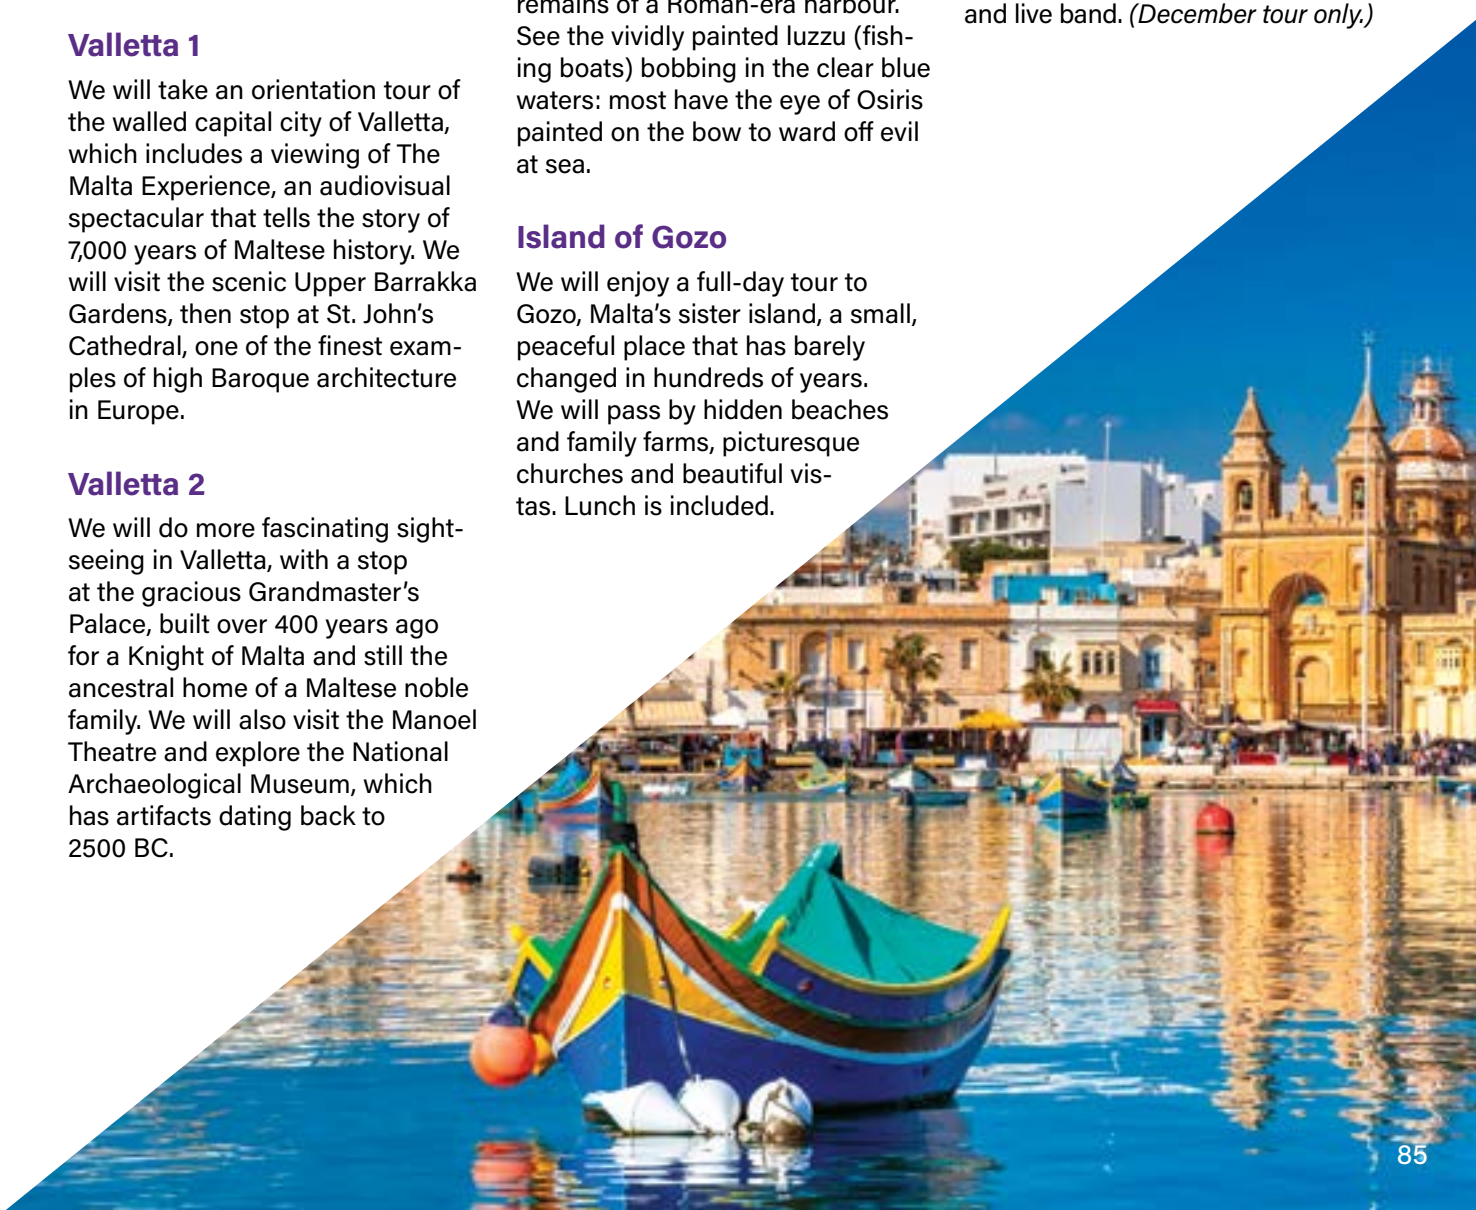 Valletta 1
We will take an orientation tour of
the walled capital city of Valletta,
which includes a viewing of The
Malta Experience, an audiovisual
spectacular that tells the story of
7,000 years of Maltese history. We
will visit the scenic Upper Barrakka
Gardens, then stop at St. John’s
Cathedral, one of the finest exam-
ples of high Baroque architecture
in Europe.
Valletta 2
We will do more fascinating sight-
seeing in Valletta, with a stop
at the gracious Grandmaster’s
Palace, built over 400 years ago
for a Knight of Malta and still the
ancestral home of a Maltese noble
family. We will also visit the Manoel
Theatre and explore the National
Archaeological Museum, which
has artifacts dating back to
2500 BC.
remains of a Roman-era harbour.
See the vividly painted luzzu (fish-
ing boats) bobbing in the clear blue
waters: most have the eye of Osiris
painted on the bow to ward off evil
at sea.
Island of Gozo
We will enjoy a full-day tour to
Gozo, Malta’s sister island, a small,
peaceful place that has barely
changed in hundreds of years.
We will pass by hidden beaches
and family farms, picturesque
churches and beautiful vis-
tas. Lunch is included.
and live band. (December tour only.)
85